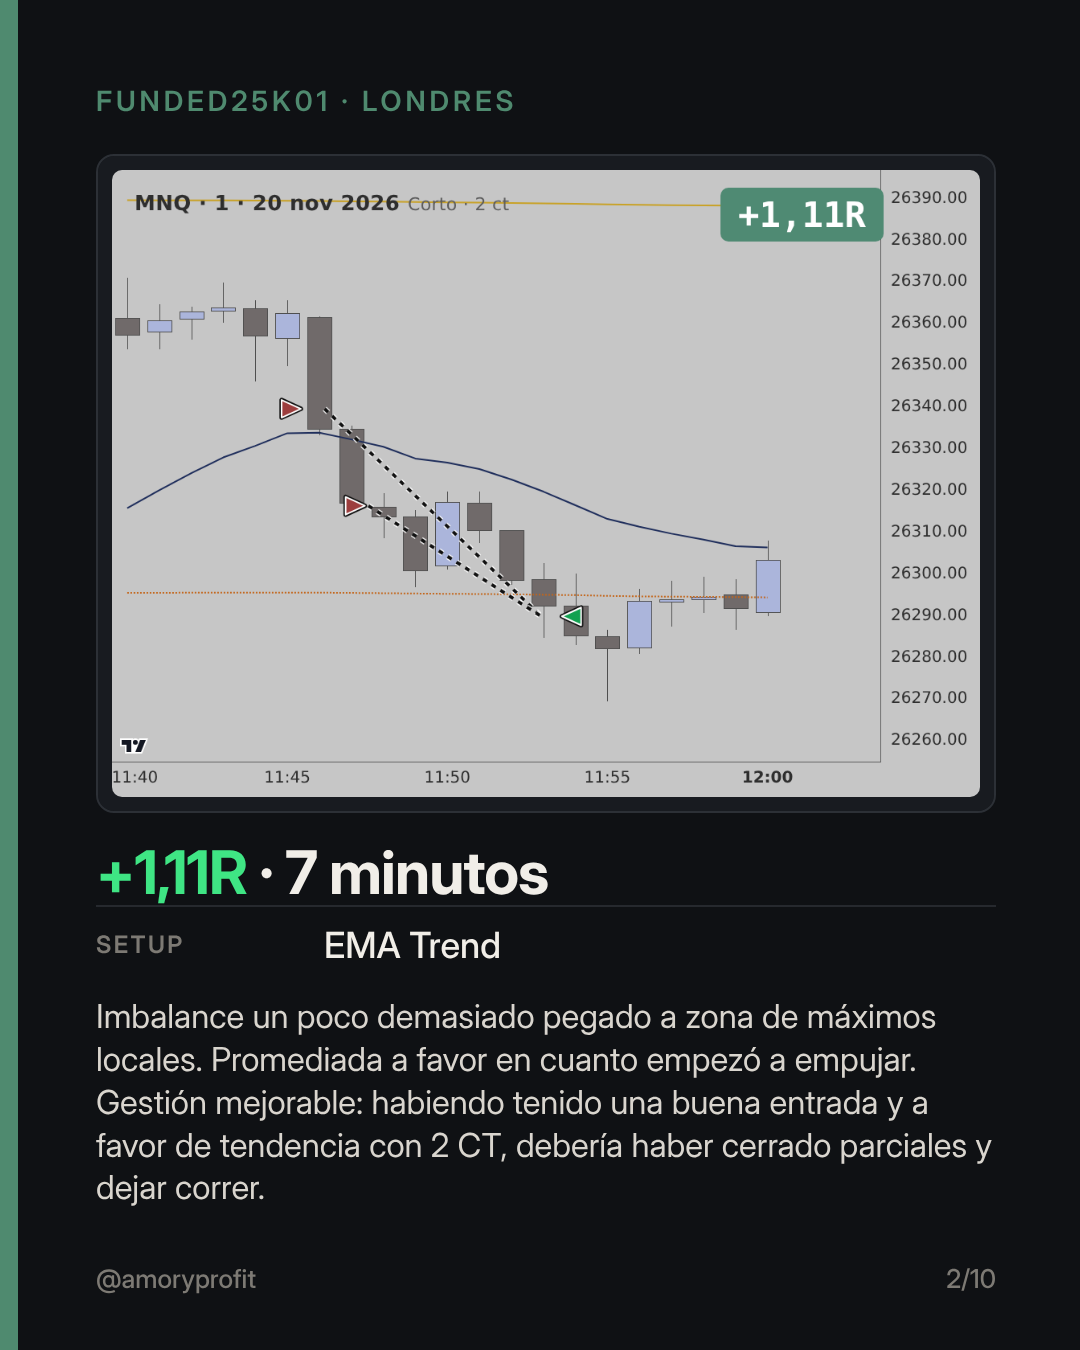 FUNDED25K01 · LONDRES
MNQ · 1 · 20 nov 2026 Corto · 2 ct
+1,11R
26390.00
26380.00
26370.00
26360.00
26350.00
26340.00
26330.00
26320.00
26310.00
26300.00
26290.00
26280.00
26270.00
26260.00
11:40 11:45 11:50 11:55 12:00
+1,11R · 7 minutos
SETUP EMA Trend
Imbalance un poco demasiado pegado a zona de máximos
locales. Promediada a favor en cuanto empezó a empujar.
Gestión mejorable: habiendo tenido una buena entrada y a
favor de tendencia con 2 CT, debería haber cerrado parciales y
dejar correr.
@amoryprofit 2/10